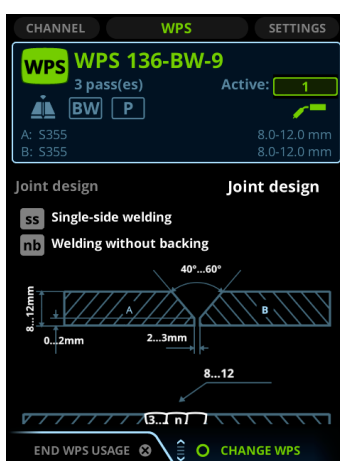 CHANNEL WPS SETTINGS
WPS WPS 136-BW-9
3 pass(es) Active: 1
BW P
A: S355 8.0-12.0 mm
B: S355 8.0-12.0 mm
Joint design Joint design
ss Single-side welding
nb Welding without backing
40°...60°
8...12mm
A B
0...2mm 2...3mm
8...12
3... n
END WPS USAGE CHANGE WPS